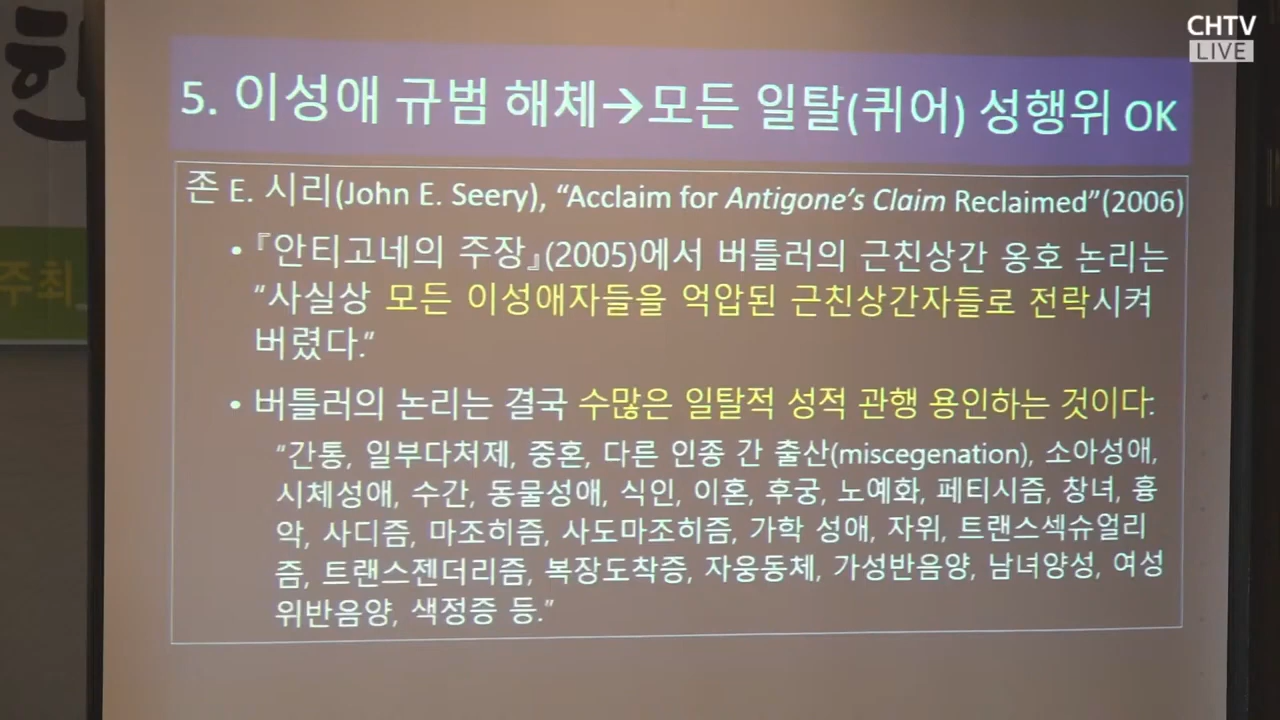 CHTV
LIVE
한
주최
5. 이성애 규범 해체→모든 일탈(퀴어) 성행위 OK
존 E. 시리(John E. Seery), “Acclaim for Antigone’s Claim Reclaimed”(2006)
• 『안티고네의 주장』(2005)에서 버틀러의 근친상간 옹호 논리는
“사실상 모든 이성애자들을 억압된 근친상간자들로 전락시켜
버렸다.”
• 버틀러의 논리는 결국 수많은 일탈적 성적 관행 용인하는 것이다:
“간통, 일부다처제, 중혼, 다른 인종 간 출산(miscegenation), 소아성애,
시체성애, 수간, 동물성애, 식인, 이혼, 후궁, 노예화, 페티시즘, 창녀, 흉
악, 사디즘, 마조히즘, 사도마조히즘, 가학 성애, 자위, 트랜스섹슈얼리
즘, 트랜스젠더리즘, 복장도착증, 자웅동체, 가성반음양, 남녀양성, 여성
위반음양, 색정증 등.”